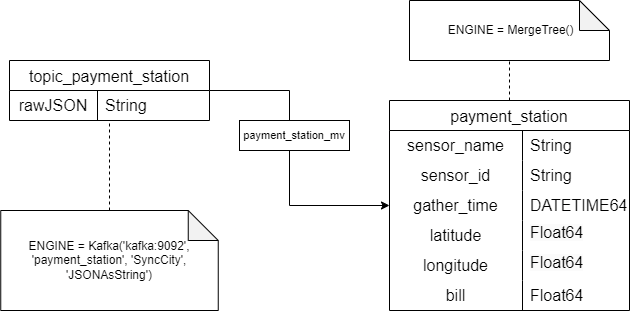 ENGINE = MergeTree()
topic_payment_station
rawJSON String
payment_station_mv
payment_station
sensor_name String
sensor_id String
gather_time DATETIME64
latitude Float64
longitude Float64
bill Float64
ENGINE = Kafka('kafka:9092',
'payment_station', 'SyncCity',
'JSONAsString')